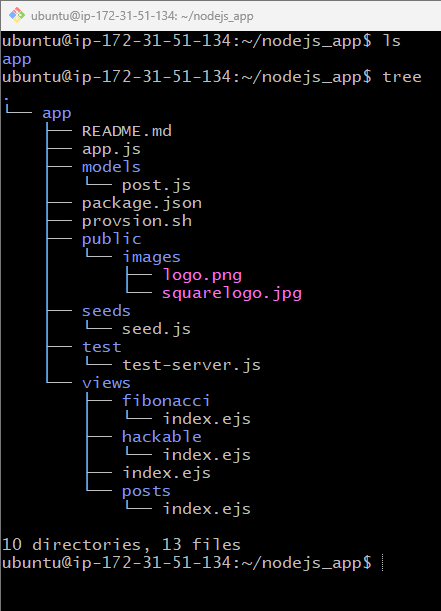 ubuntu@ip-172-31-51-134: ~/nodejs_app
ubuntu@ip-172-31-51-134:~/nodejs_app$ ls
app
ubuntu@ip-172-31-51-134:~/nodejs_app$ tree
.
└── app
    ├── README.md
    ├── app.js
    ├── models
    │   └── post.js
    ├── package.json
    ├── provsion.sh
    ├── public
    │   └── images
    │       ├── logo.png
    │       └── squarelogo.jpg
    ├── seeds
    │   └── seed.js
    ├── test
    │   └── test-server.js
    └── views
        ├── fibonacci
        │   └── index.ejs
        ├── hackable
        │   └── index.ejs
        ├── index.ejs
        └── posts
            └── index.ejs
10 directories, 13 files
ubuntu@ip-172-31-51-134:~/nodejs_app$